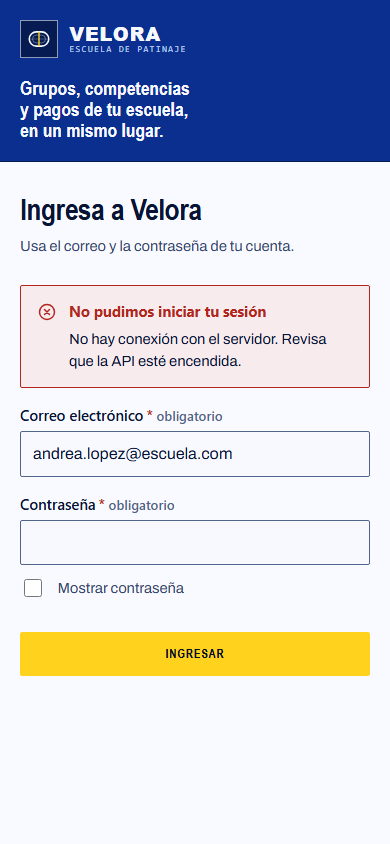 VELORA
ESCUELA DE PATINAJE
Grupos, competencias
y pagos de tu escuela,
en un mismo lugar.
Ingresa a Velora
Usa el correo y la contraseña de tu cuenta.
No pudimos iniciar tu sesión
No hay conexión con el servidor. Revisa
que la API esté encendida.
Correo electrónico * obligatorio
andrea.lopez@escuela.com
Contraseña * obligatorio
Mostrar contraseña
INGRESAR